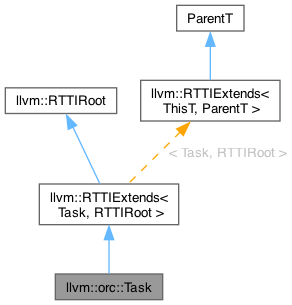 ParentT
llvm::RTTIRoot
llvm::RTTIExtends<
ThisT, ParentT >
< Task, RTTIRoot >
llvm::RTTIExtends<
Task, RTTIRoot >
llvm::orc::Task